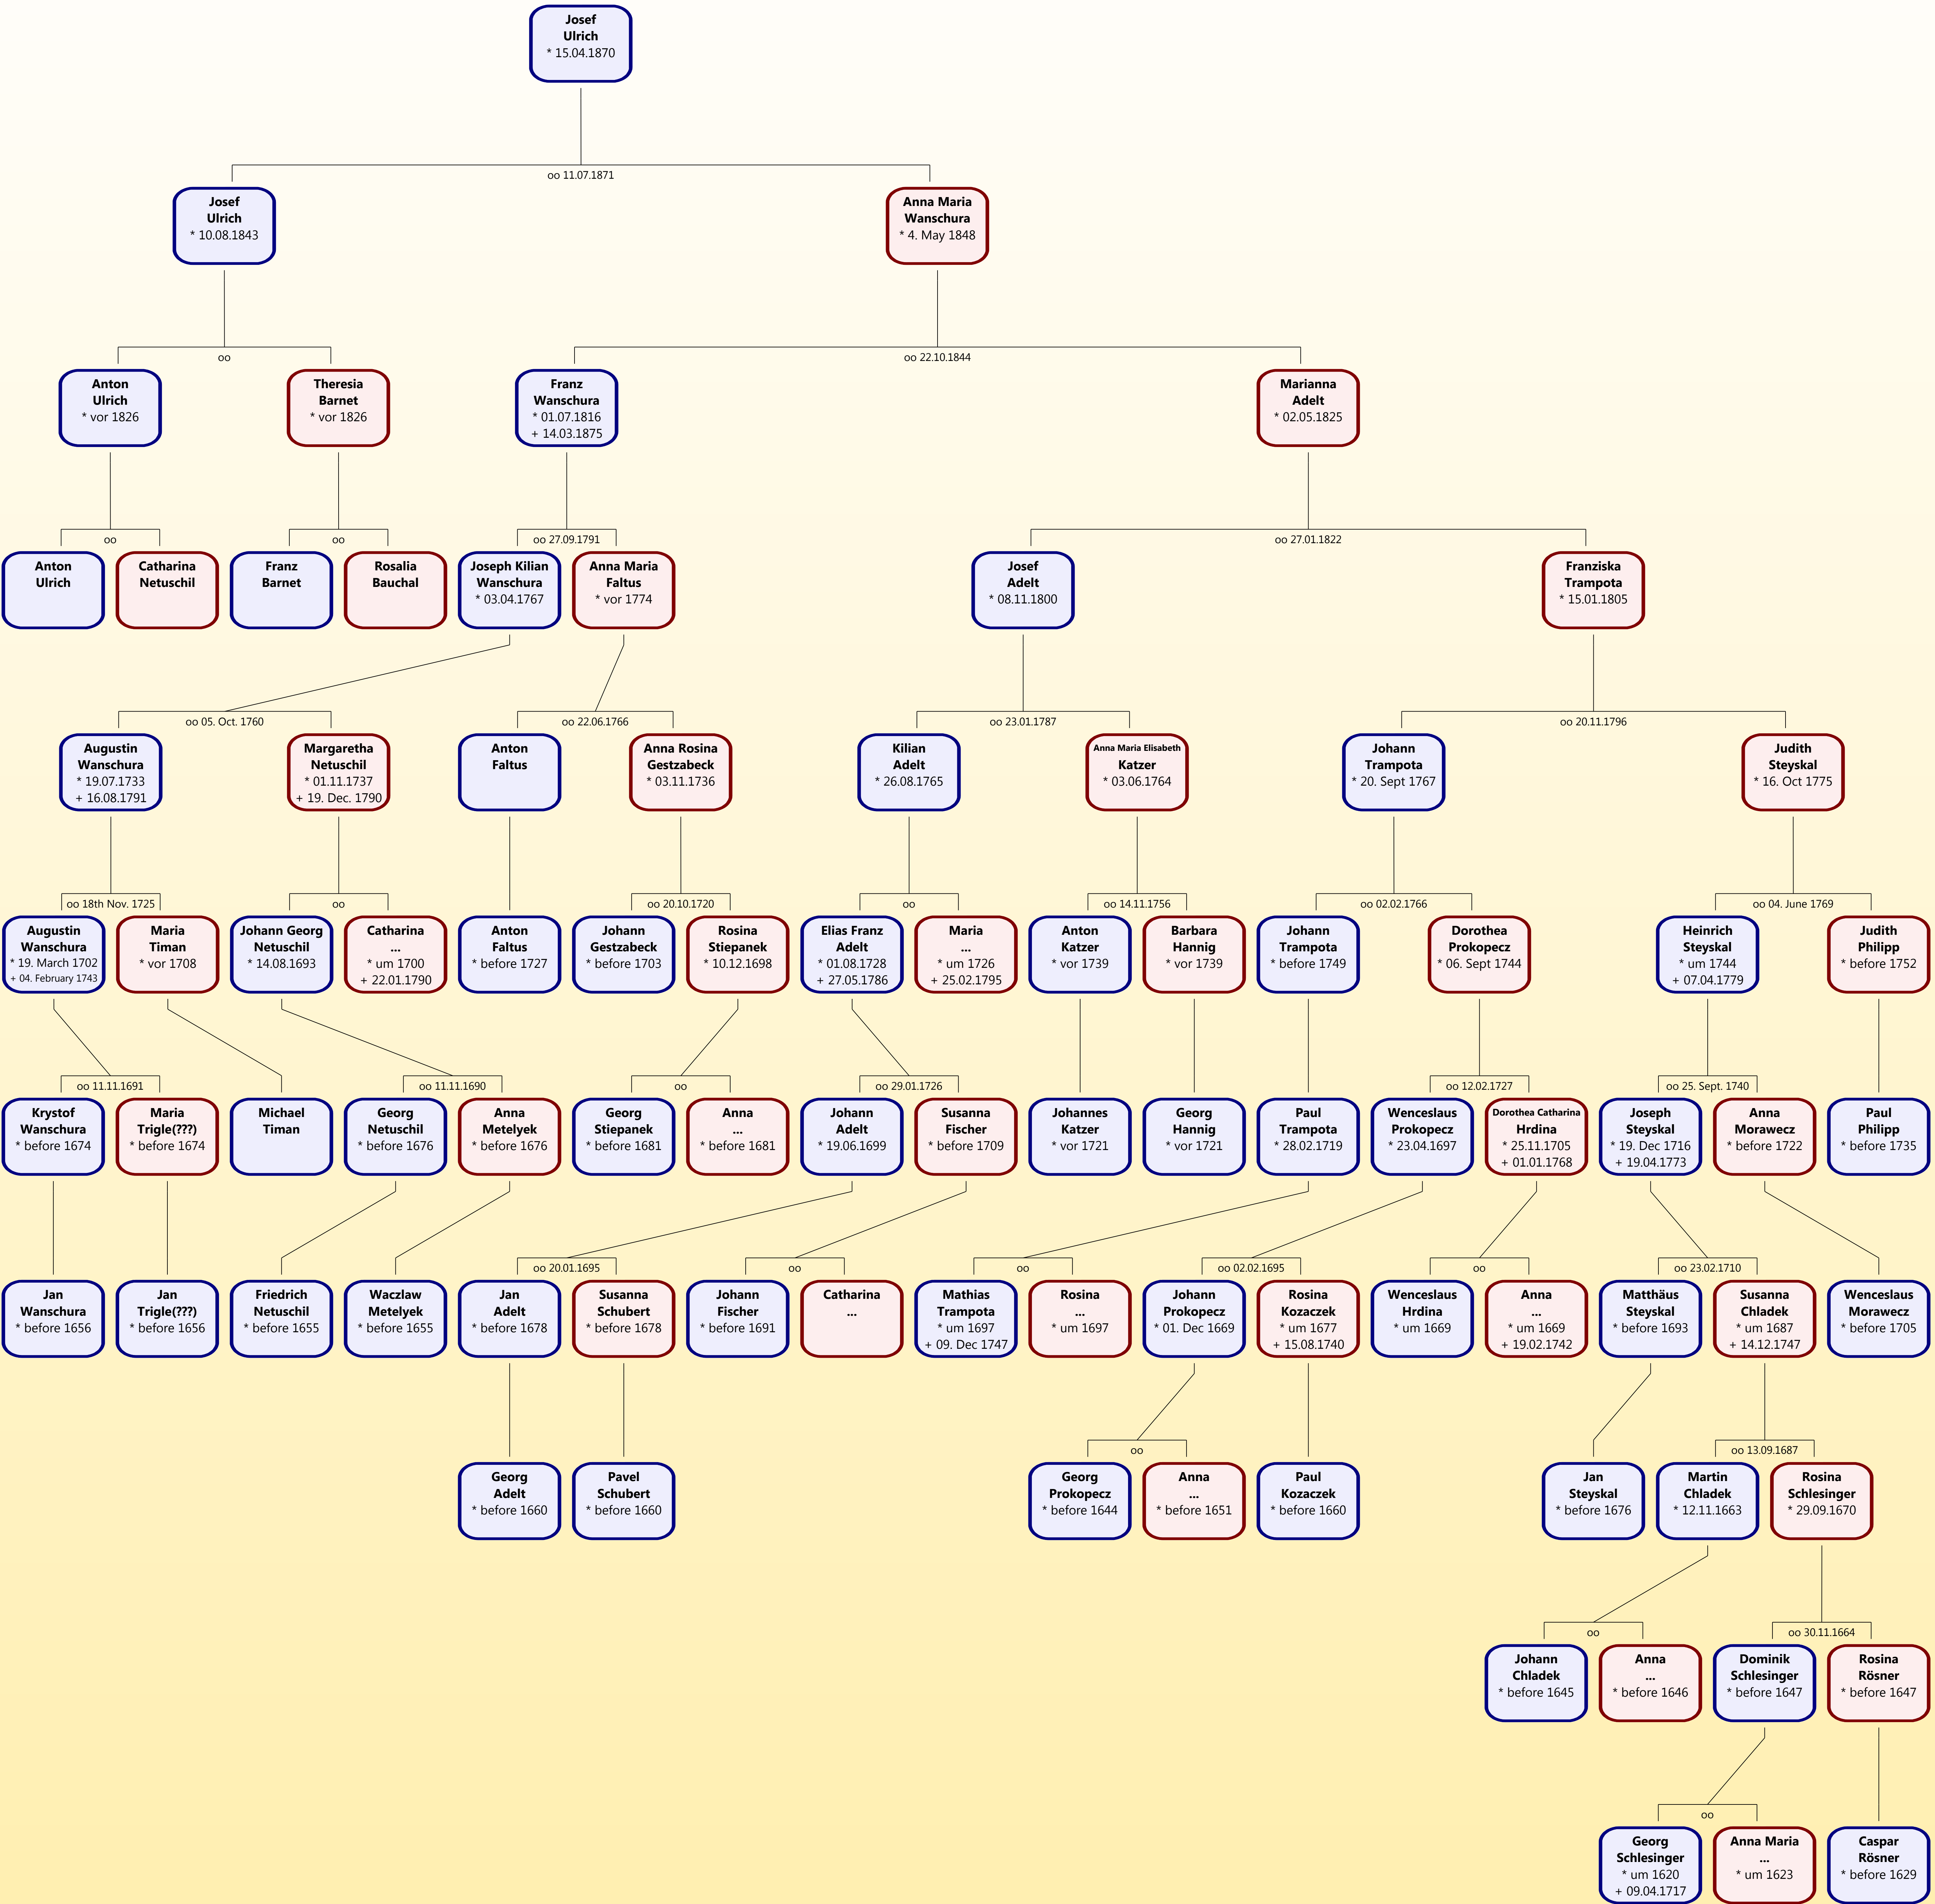 Josef
Ulrich
* 15.04.1870
oo 11.07.1871
Josef
Ulrich
* 10.08.1843
Anna Maria
Wanschura
* 4. May 1848
oo
oo 22.10.1844
Anton
Ulrich
* vor 1826
Theresia
Barnet
* vor 1826
Franz
Wanschura
* 01.07.1816
+ 14.03.1875
Marianna
Adelt
* 02.05.1825
oo
oo
oo 27.09.1791
oo 27.01.1822
Anton
Ulrich
Catharina
Netuschil
Franz
Barnet
Rosalia
Bauchal
Joseph Kilian
Wanschura
* 03.04.1767
Anna Maria
Faltus
* vor 1774
Josef
Adelt
* 08.11.1800
Franziska
Trampota
* 15.01.1805
oo 05. Oct. 1760
oo 22.06.1766
oo 23.01.1787
oo 20.11.1796
Augustin
Wanschura
* 19.07.1733
+ 16.08.1791
Margaretha
Netuschil
* 01.11.1737
+ 19. Dec. 1790
Anton
Faltus
Anna Rosina
Gestzabeck
* 03.11.1736
Kilian
Adelt
* 26.08.1765
Anna Maria Elisabeth
Katzer
* 03.06.1764
Johann
Trampota
* 20. Sept 1767
Judith
Steyskal
* 16. Oct 1775
oo 18th Nov. 1725
oo
oo 20.10.1720
oo
oo 14.11.1756
oo 02.02.1766
oo 04. June 1769
Augustin
Wanschura
* 19. March 1702
+ 04. February 1743
Maria
Timan
* vor 1708
Johann Georg
Netuschil
* 14.08.1693
Catharina
...
* um 1700
+ 22.01.1790
Anton
Faltus
* before 1727
Johann
Gestzabeck
* before 1703
Rosina
Stiepanek
* 10.12.1698
Elias Franz
Adelt
* 01.08.1728
+ 27.05.1786
Maria
...
* um 1726
+ 25.02.1795
Anton
Katzer
* vor 1739
Barbara
Hannig
* vor 1739
Johann
Trampota
* before 1749
Dorothea
Prokopecz
* 06. Sept 1744
Heinrich
Steyskal
* um 1744
+ 07.04.1779
Judith
Philipp
* before 1752
oo 11.11.1691
oo 11.11.1690
oo
oo 29.01.1726
oo 12.02.1727
oo 25. Sept. 1740
Krystof
Wanschura
* before 1674
Maria
Trigle(???)
* before 1674
Michael
Timan
Georg
Netuschil
* before 1676
Anna
Metelyek
* before 1676
Georg
Stiepanek
* before 1681
Anna
...
* before 1681
Johann
Adelt
* 19.06.1699
Susanna
Fischer
* before 1709
Johannes
Katzer
* vor 1721
Georg
Hannig
* vor 1721
Paul
Trampota
* 28.02.1719
Wenceslaus
Prokopecz
* 23.04.1697
Dorothea Catharina
Hrdina
* 25.11.1705
+ 01.01.1768
Joseph
Steyskal
* 19. Dec 1716
+ 19.04.1773
Anna
Morawecz
* before 1722
Paul
Philipp
* before 1735
oo 20.01.1695
oo
oo
oo 02.02.1695
oo
oo 23.02.1710
Jan
Wanschura
* before 1656
Jan
Trigle(???)
* before 1656
Friedrich
Netuschil
* before 1655
Waczlaw
Metelyek
* before 1655
Jan
Adelt
* before 1678
Susanna
Schubert
* before 1678
Johann
Fischer
* before 1691
Catharina
...
Mathias
Trampota
* um 1697
+ 09. Dec 1747
Rosina
...
* um 1697
Johann
Prokopecz
* 01. Dec 1669
Rosina
Kozaczek
* um 1677
+ 15.08.1740
Wenceslaus
Hrdina
* um 1669
Anna
...
* um 1669
+ 19.02.1742
Matthäus
Steyskal
* before 1693
Susanna
Chladek
* um 1687
+ 14.12.1747
Wenceslaus
Morawecz
* before 1705
oo
oo 13.09.1687
Georg
Adelt
* before 1660
Pavel
Schubert
* before 1660
Georg
Prokopecz
* before 1644
Anna
...
* before 1651
Paul
Kozaczek
* before 1660
Jan
Steyskal
* before 1676
Martin
Chladek
* 12.11.1663
Rosina
Schlesinger
* 29.09.1670
oo
oo 30.11.1664
Johann
Chladek
* before 1645
Anna
...
* before 1646
Dominik
Schlesinger
* before 1647
Rosina
Rösner
* before 1647
oo
Georg
Schlesinger
* um 1620
+ 09.04.1717
Anna Maria
...
* um 1623
Caspar
Rösner
* before 1629